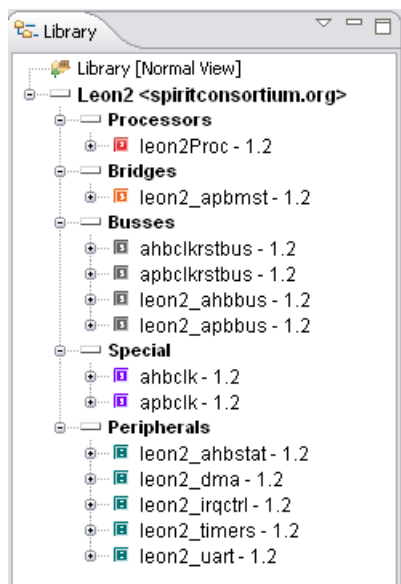 Library
Library [Normal View]
Leon2 <spiritconsortium.org>
Processors
leon2Proc - 1.2
Bridges
leon2_apbmst - 1.2
Busses
ahbclkrstbus - 1.2
apbclkrstbus - 1.2
leon2_ahbbus - 1.2
leon2_apbbus - 1.2
Special
ahbclk - 1.2
apbclk - 1.2
Peripherals
leon2_ahbstat - 1.2
leon2_dma - 1.2
leon2_irqctrl - 1.2
leon2_timers - 1.2
leon2_uart - 1.2